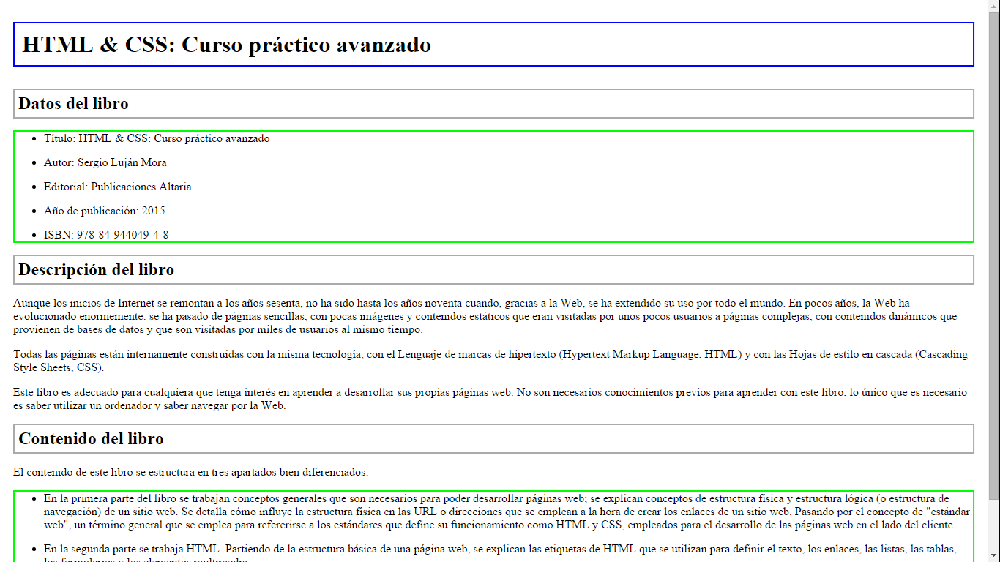 HTML & CSS: Curso práctico avanzado
Datos del libro
Título: HTML & CSS: Curso práctico avanzado
Autor: Sergio Luján Mora
Editorial: Publicaciones Altaria
Año de publicación: 2015
ISBN: 978-84-944049-4-8
Descripción del libro
Aunque los inicios de Internet se remontan a los años sesenta, no ha sido hasta los años noventa cuando, gracias a la Web, se ha extendido su uso por todo el mundo. En pocos años, la Web ha
evolucionado enormemente: se ha pasado de páginas sencillas, con pocas imágenes y contenidos estáticos que eran visitadas por unos pocos usuarios a páginas complejas, con contenidos dinámicos que
provienen de bases de datos y que son visitadas por miles de usuarios al mismo tiempo.
Todas las páginas están internamente construidas con la misma tecnología, con el Lenguaje de marcas de hipertexto (Hypertext Markup Language, HTML) y con las Hojas de estilo en cascada (Cascading
Style Sheets, CSS).
Este libro es adecuado para cualquiera que tenga interés en aprender a desarrollar sus propias páginas web. No son necesarios conocimientos previos para aprender con este libro, lo único que es necesario
es saber utilizar un ordenador y saber navegar por la Web.
Contenido del libro
El contenido de este libro se estructura en tres apartados bien diferenciados:
En la primera parte del libro se trabajan conceptos generales que son necesarios para poder desarrollar páginas web; se explican conceptos de estructura física y estructura lógica (o estructura de
navegación) de un sitio web. Se detalla cómo influye la estructura física en las URL o direcciones que se emplean a la hora de crear los enlaces de un sitio web. Pasando por el concepto de "estándar
web", un término general que se emplea para refererirse a los estándares que define su funcionamiento como HTML y CSS, empleados para el desarrollo de las páginas web en el lado del cliente.
En la segunda parte se trabaja HTML. Partiendo de la estructura básica de una página web, se explican las etiquetas de HTML que se utilizan para definir el texto, los enlaces, las listas, las tablas,
los formularios y los elementos multimedia.